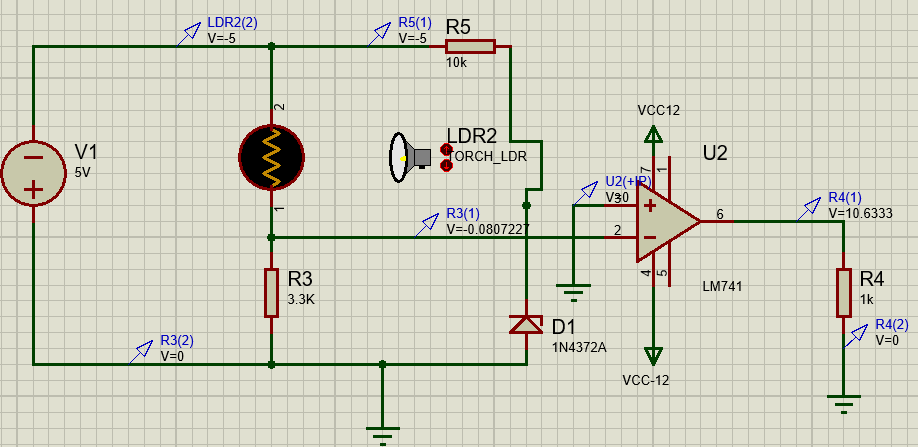 LDR2(2)
V=-5
R5(1)
V=-5
R5
10k
2
VCC12
V1
5V
LDR2
TORCH_LDR
U2
7
1
U2(+IP)
V=0
3
R4(1)
V=10.6333
6
1
R3(1)
V=-0.0807227
2
R3
3.3K
4
5
LM741
R4
1k
D1
1N4372A
R4(2)
V=0
R3(2)
V=0
VCC-12